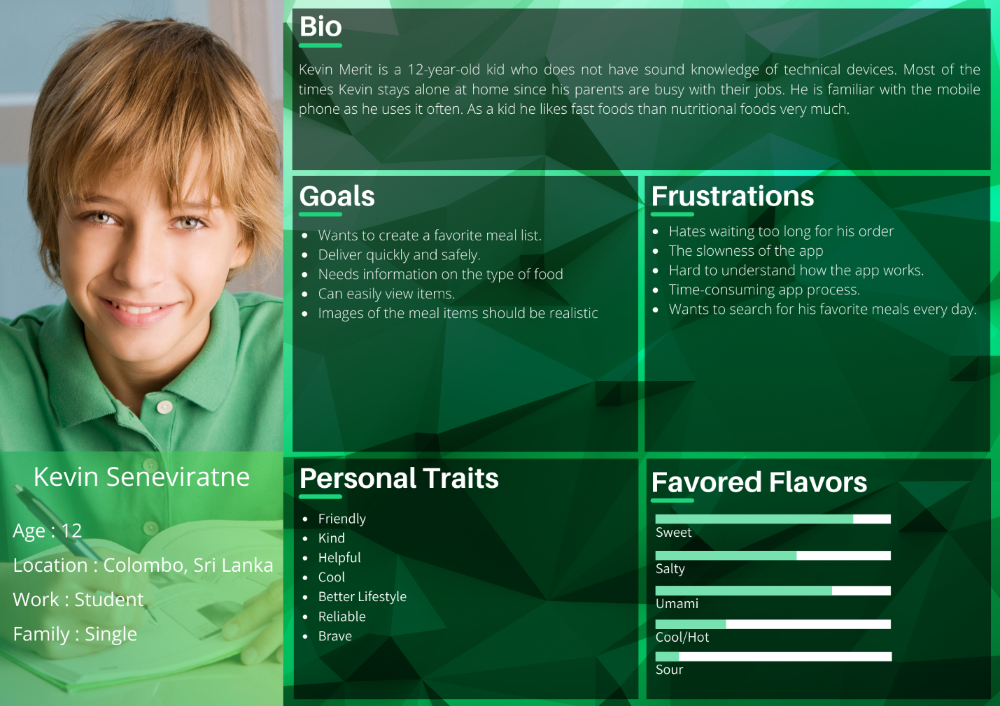 Bio
Kevin Merit is a 12-year-old kid who does not have sound knowledge of technical devices. Most of the
times Kevin stays alone at home since his parents are busy with their jobs. He is familiar with the mobile
phone as he uses it often. As a kid he likes fast foods than nutritional foods very much.
Goals
• Wants to create a favorite meal list.
• Deliver quickly and safely.
• Needs information on the type of food
• Can easily view items.
• Images of the meal items should be realistic
Frustrations
• Hates waiting too long for his order
• The slowness of the app
• Hard to understand how the app works.
• Time-consuming app process.
• Wants to search for his favorite meals every day.
Kevin Seneviratne
Age : 12
Location : Colombo, Sri Lanka
Work : Student
Family : Single
Personal Traits
• Friendly
• Kind
• Helpful
• Cool
• Better Lifestyle
• Reliable
• Brave
Favored Flavors
Sweet
Salty
Umami
Cool/Hot
Sour